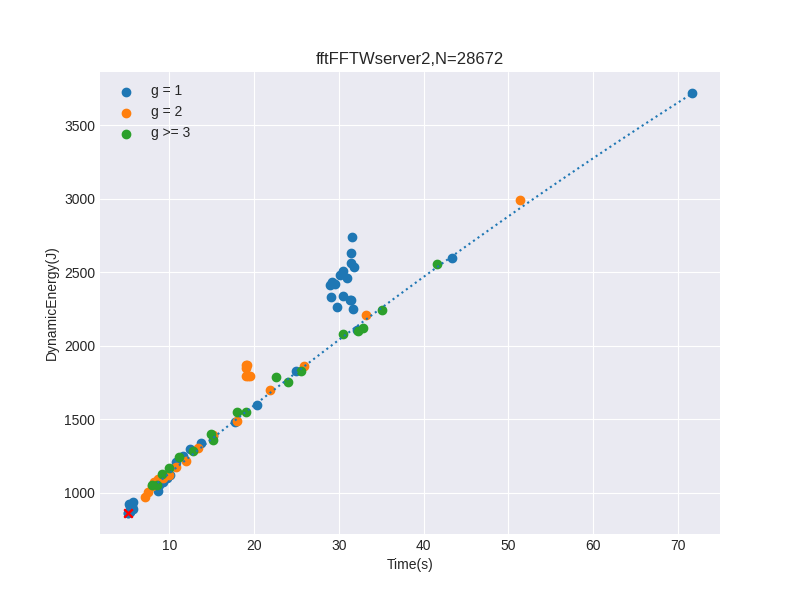 fftFFTWserver2,N=28672
g = 1
g = 2
g >= 3
3500
3000
2500
2000
1500
1000
DynamicEnergy(J)
10 20 30 40 50 60 70
Time(s)